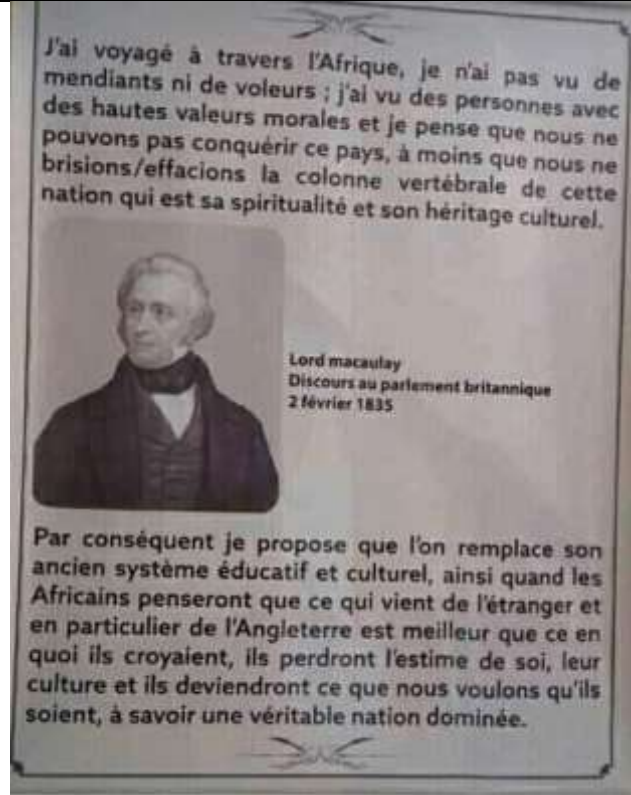 J'ai voyagé à travers l'Afrique, je n'ai pas vu de
mendiants ni de voleurs ; j'ai vu des personnes avec
des hautes valeurs morales et je pense que nous ne
pouvons pas conquérir ce pays, à moins que nous ne
brisions/effacions la colonne vertébrale de cette
nation qui est sa spiritualité et son héritage culturel.
Lord macaulay
Discours au parlement britannique
2 février 1835
Par conséquent je propose que l'on remplace son
ancien système éducatif et culturel, ainsi quand les
Africains penseront que ce qui vient de l'étranger et
en particulier de l'Angleterre est meilleur que ce en
quoi ils croyaient, ils perdront l'estime de soi, leur
culture et ils deviendront ce que nous voulons qu'ils
soient, à savoir une véritable nation dominée.